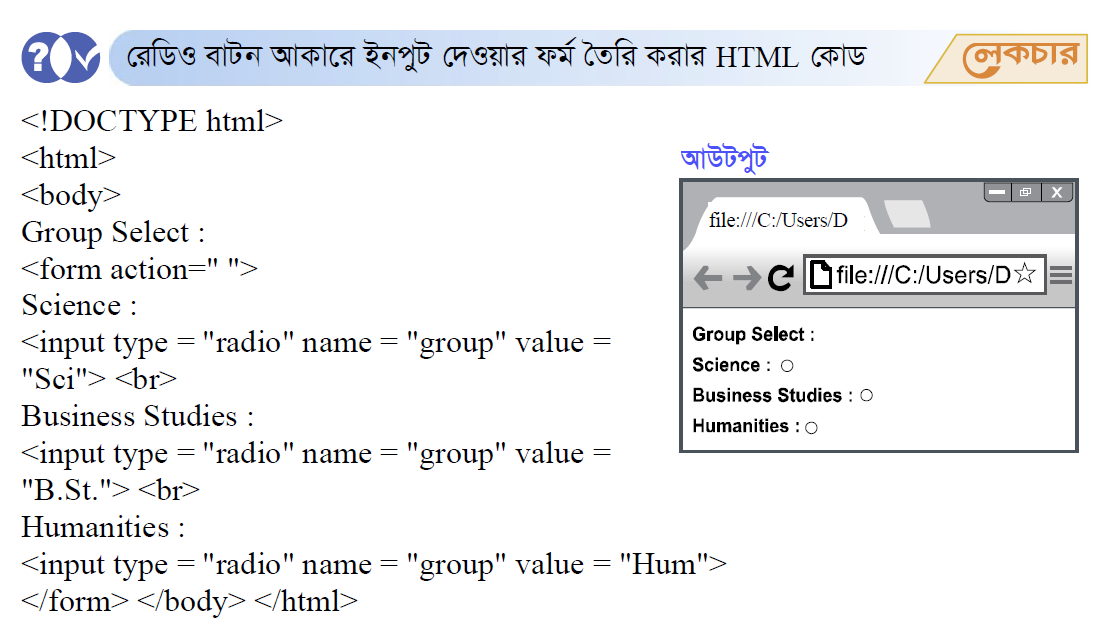 রেডিও বাটন আকারে ইনপুট দেওয়ার ফর্ম তৈরি করার HTML কোড
লেকচার
<!DOCTYPE html>
<html>
<body>
Group Select :
<form action=" ">
Science :
<input type = "radio" name = "group" value =
"Sci"> <br>
Business Studies :
<input type = "radio" name = "group" value =
"B.St."> <br>
Humanities :
<input type = "radio" name = "group" value = "Hum">
</form> </body> </html>
আউটপুট
file:///C:/Users/D
file:///C:/Users/D
Group Select :
Science :
Business Studies :
Humanities :